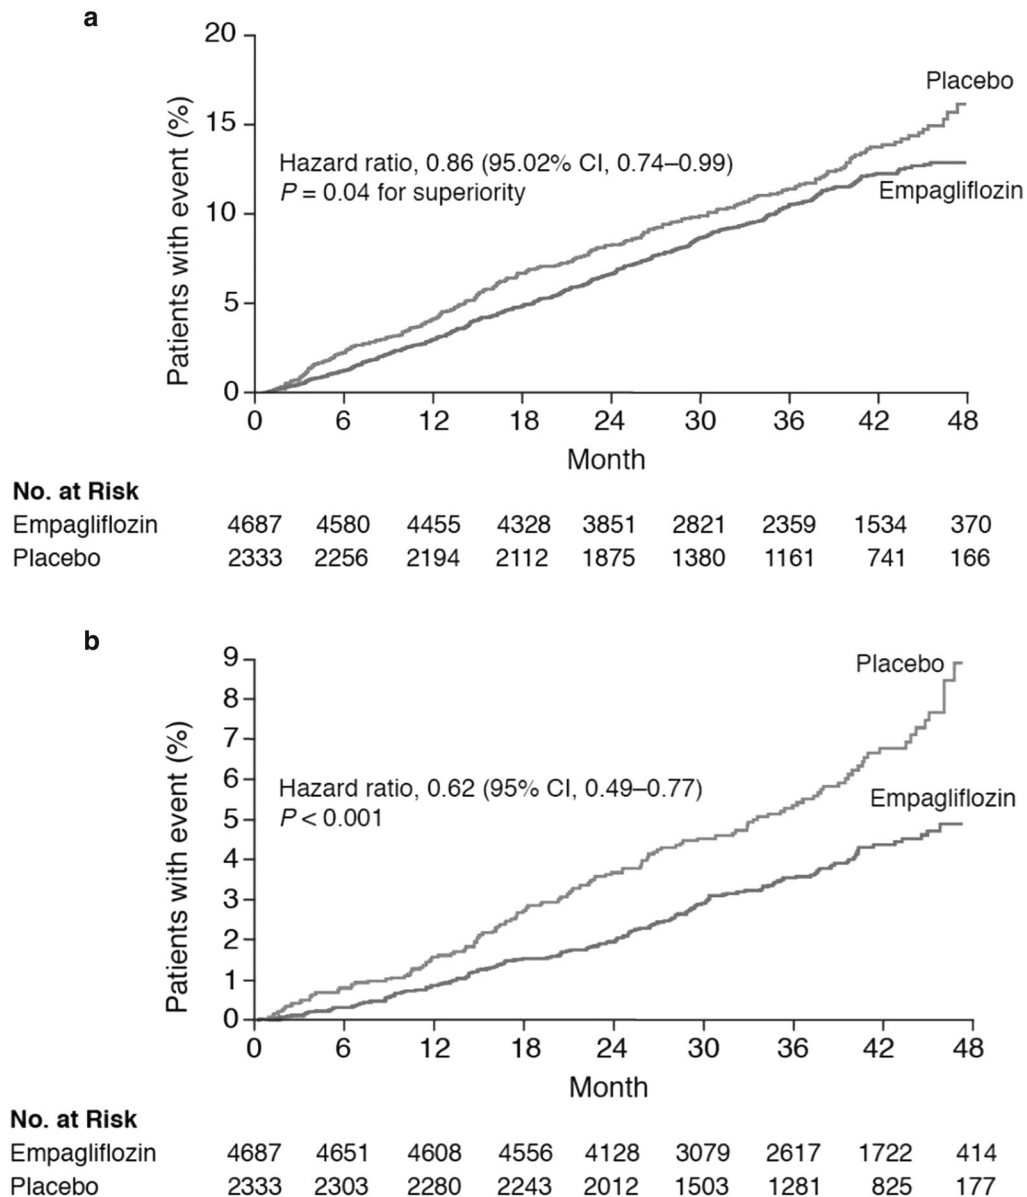 a
Patients with event (%)
20
15
10
5
0
Placebo
Hazard ratio, 0.86 (95.02% CI, 0.74–0.99)
P = 0.04 for superiority
Empagliflozin
0 6 12 18 24 30 36 42 48
Month
No. at Risk
Empagliflozin 4687 4580 4455 4328 3851 2821 2359 1534 370
Placebo 2333 2256 2194 2112 1875 1380 1161 741 166
b
Patients with event (%)
9
8
7
6
5
4
3
2
1
0
Placebo
Hazard ratio, 0.62 (95% CI, 0.49–0.77)
P < 0.001
Empagliflozin
0 6 12 18 24 30 36 42 48
Month
No. at Risk
Empagliflozin 4687 4651 4608 4556 4128 3079 2617 1722 414
Placebo 2333 2303 2280 2243 2012 1503 1281 825 177